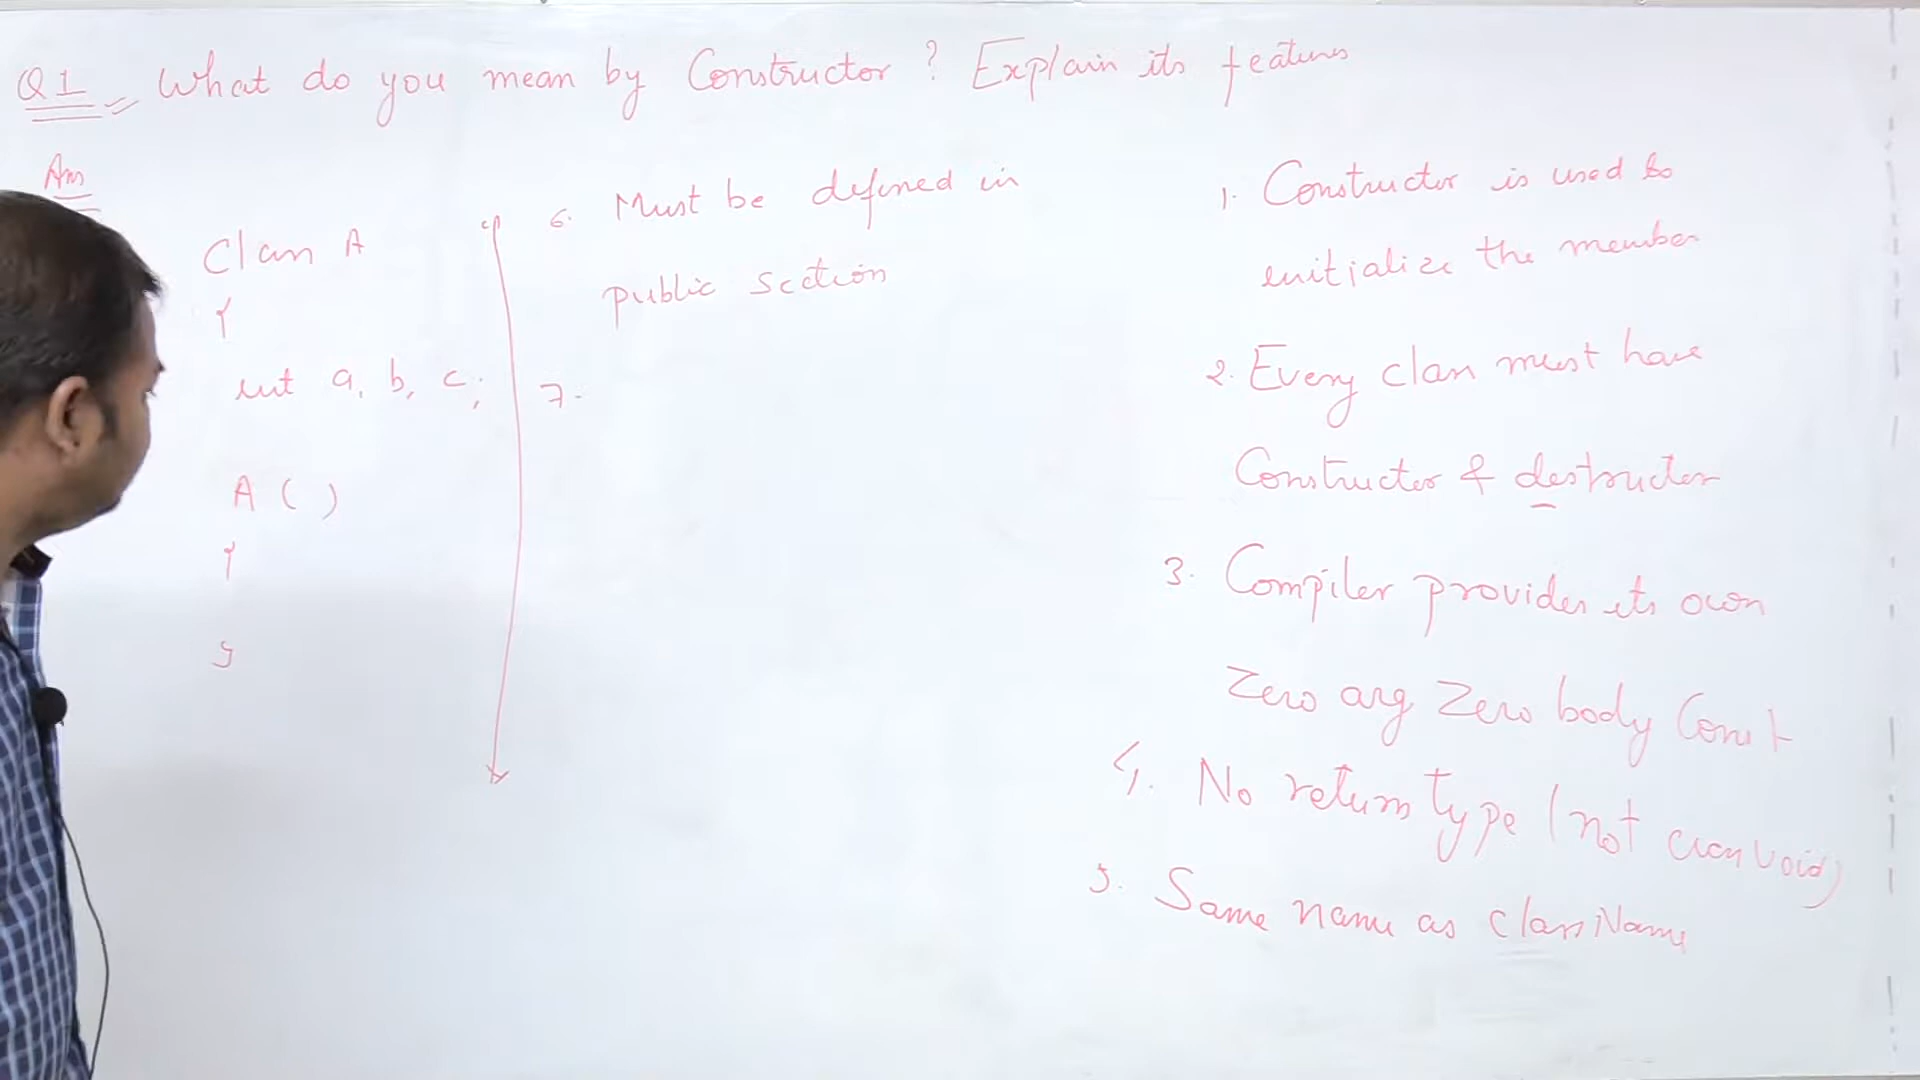 Q1 What do you mean by Constructor ? Explain its features
Ans
Class A
{
int a, b, c;
A ( )
{
}
6. Must be defined in
public section
7.
1. Constructor is used to
initialize the member
2. Every class must have
Constructor & destructor
3. Compiler provides its own
Zero arg Zero body Const
4. No return type (not even void)
5. Same name as class Name